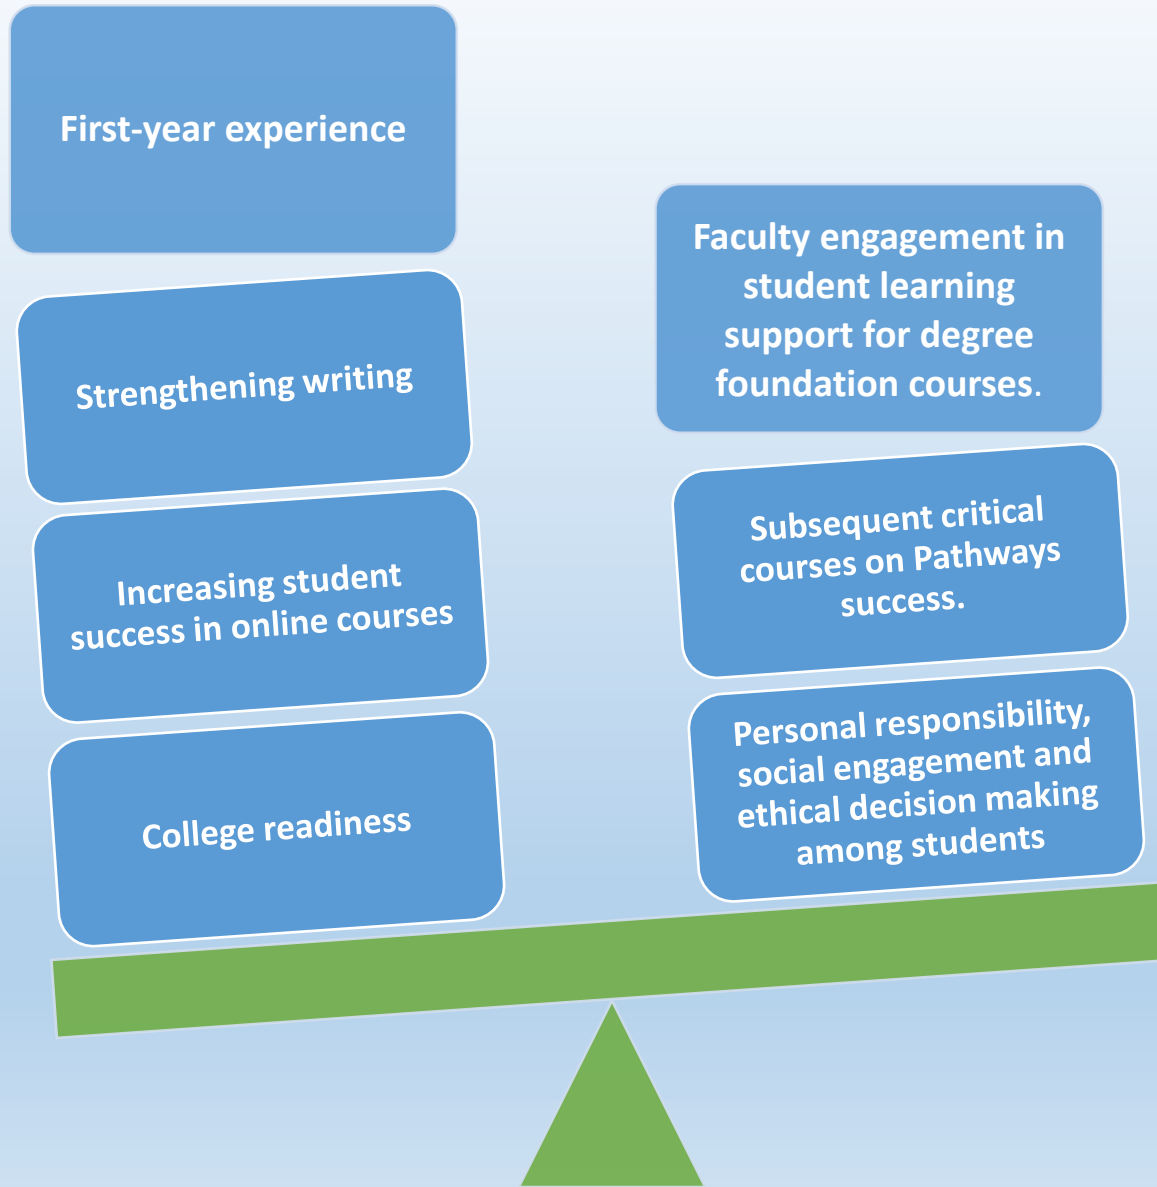 First-year experience
Strengthening writing
Increasing student
success in online courses
College readiness
Faculty engagement in
student learning
support for degree
foundation courses.
Subsequent critical
courses on Pathways
success.
Personal responsibility,
social engagement and
ethical decision making
among students